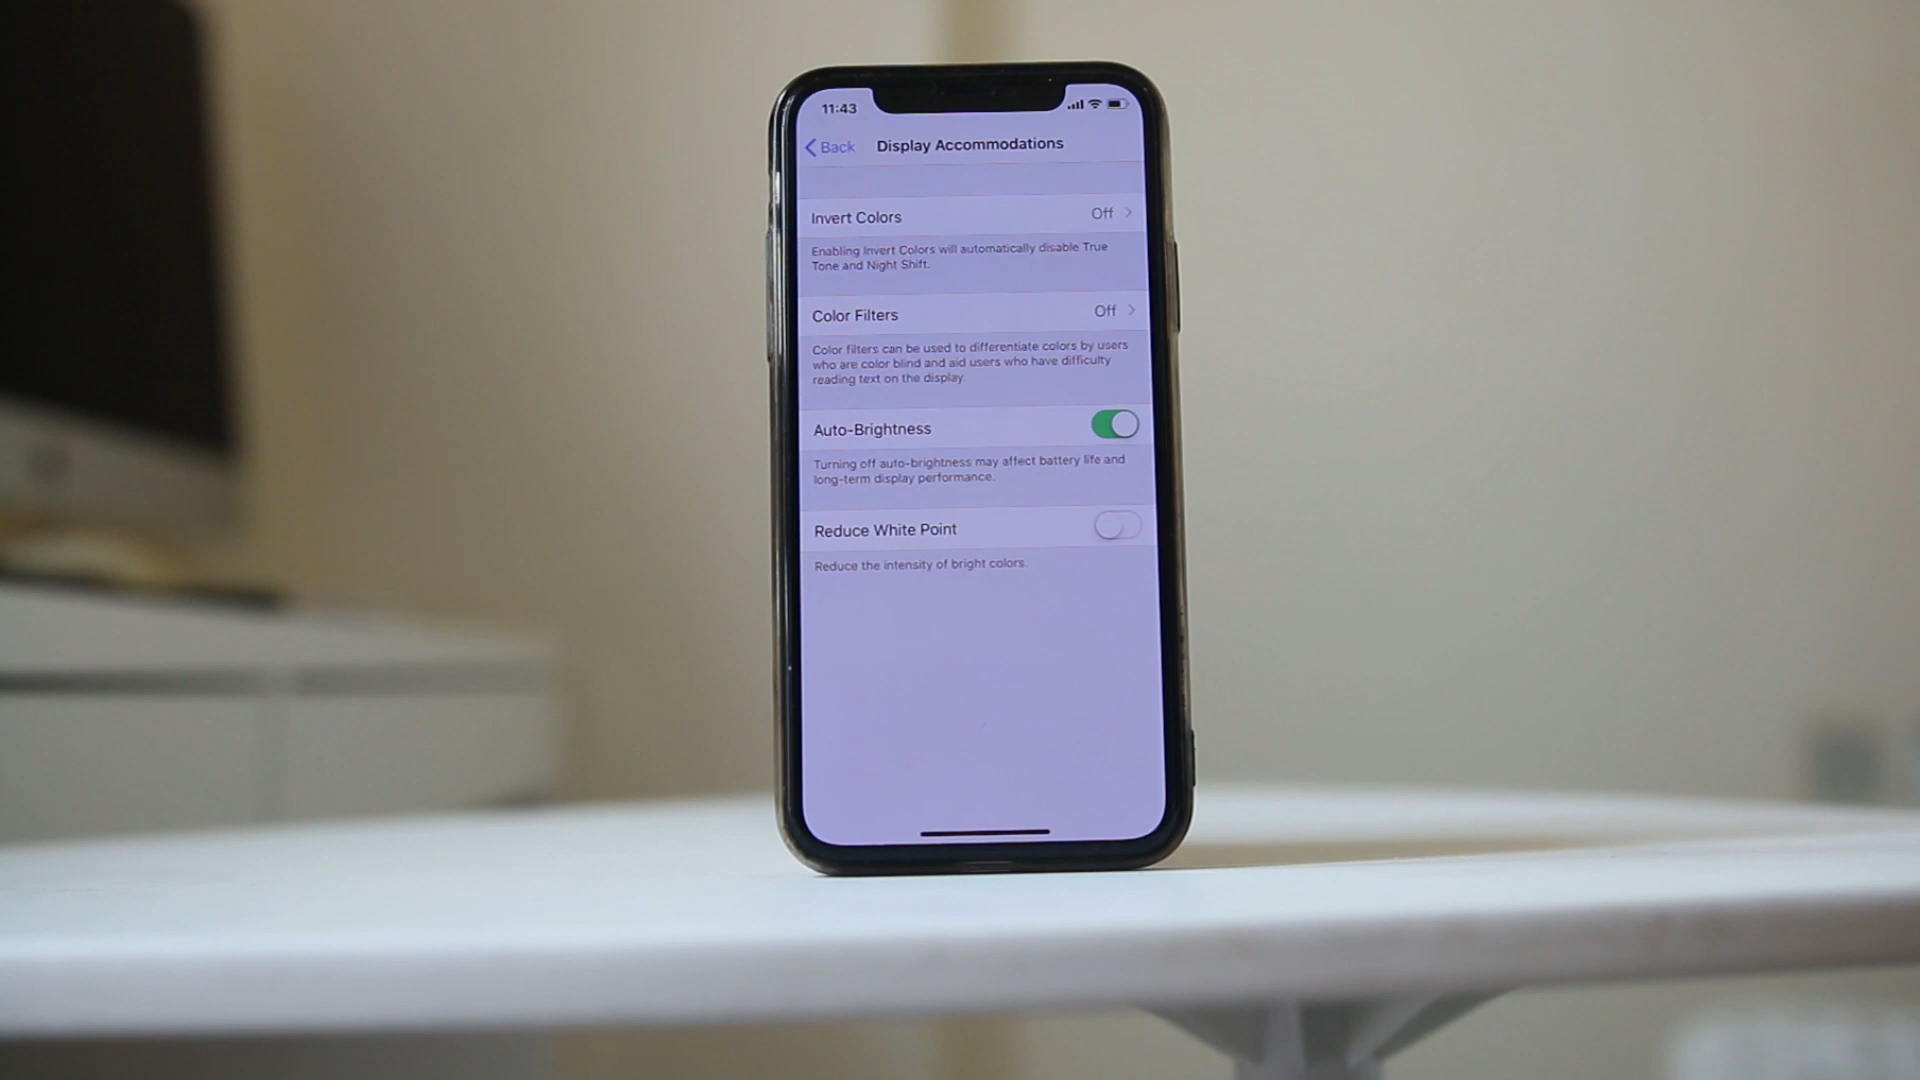 11:43
Back Display Accommodations
Invert Colors Off
Enabling Invert Colors will automatically disable True
Tone and Night Shift.
Color Filters Off
Color filters can be used to differentiate colors by users
who are color blind and aid users who have difficulty
reading text on the display.
Auto-Brightness
Turning off auto-brightness may affect battery life and
long-term display performance.
Reduce White Point
Reduce the intensity of bright colors.